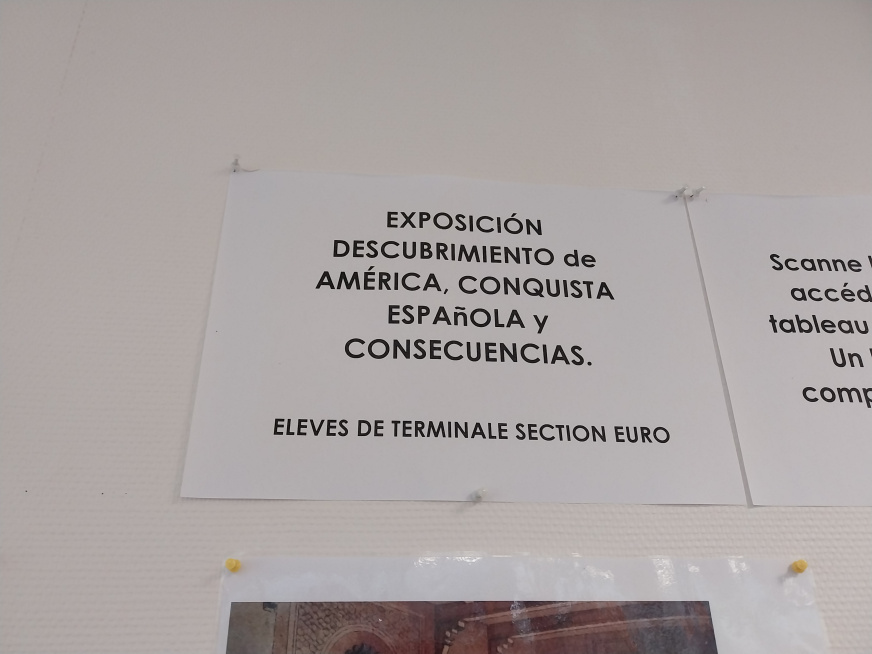 EXPOSICIÓN
DESCUBRIMIENTO de
AMÉRICA, CONQUISTA
ESPAñOLA y
CONSECUENCIAS.
ELEVES DE TERMINALE SECTION EURO
Scanne
accéd
tableau
Un
comp